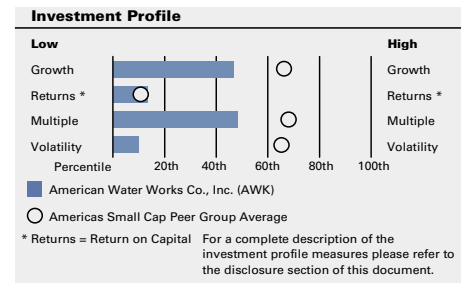 Investment Profile
Low High
Growth Growth
Returns * Returns *
Multiple Multiple
Volatility Volatility
Percentile 20th 40th 60th 80th 100th
American Water Works Co., Inc. (AWK)
Americas Small Cap Peer Group Average
* Returns = Return on Capital For a complete description of the
investment profile measures please refer to
the disclosure section of this document.